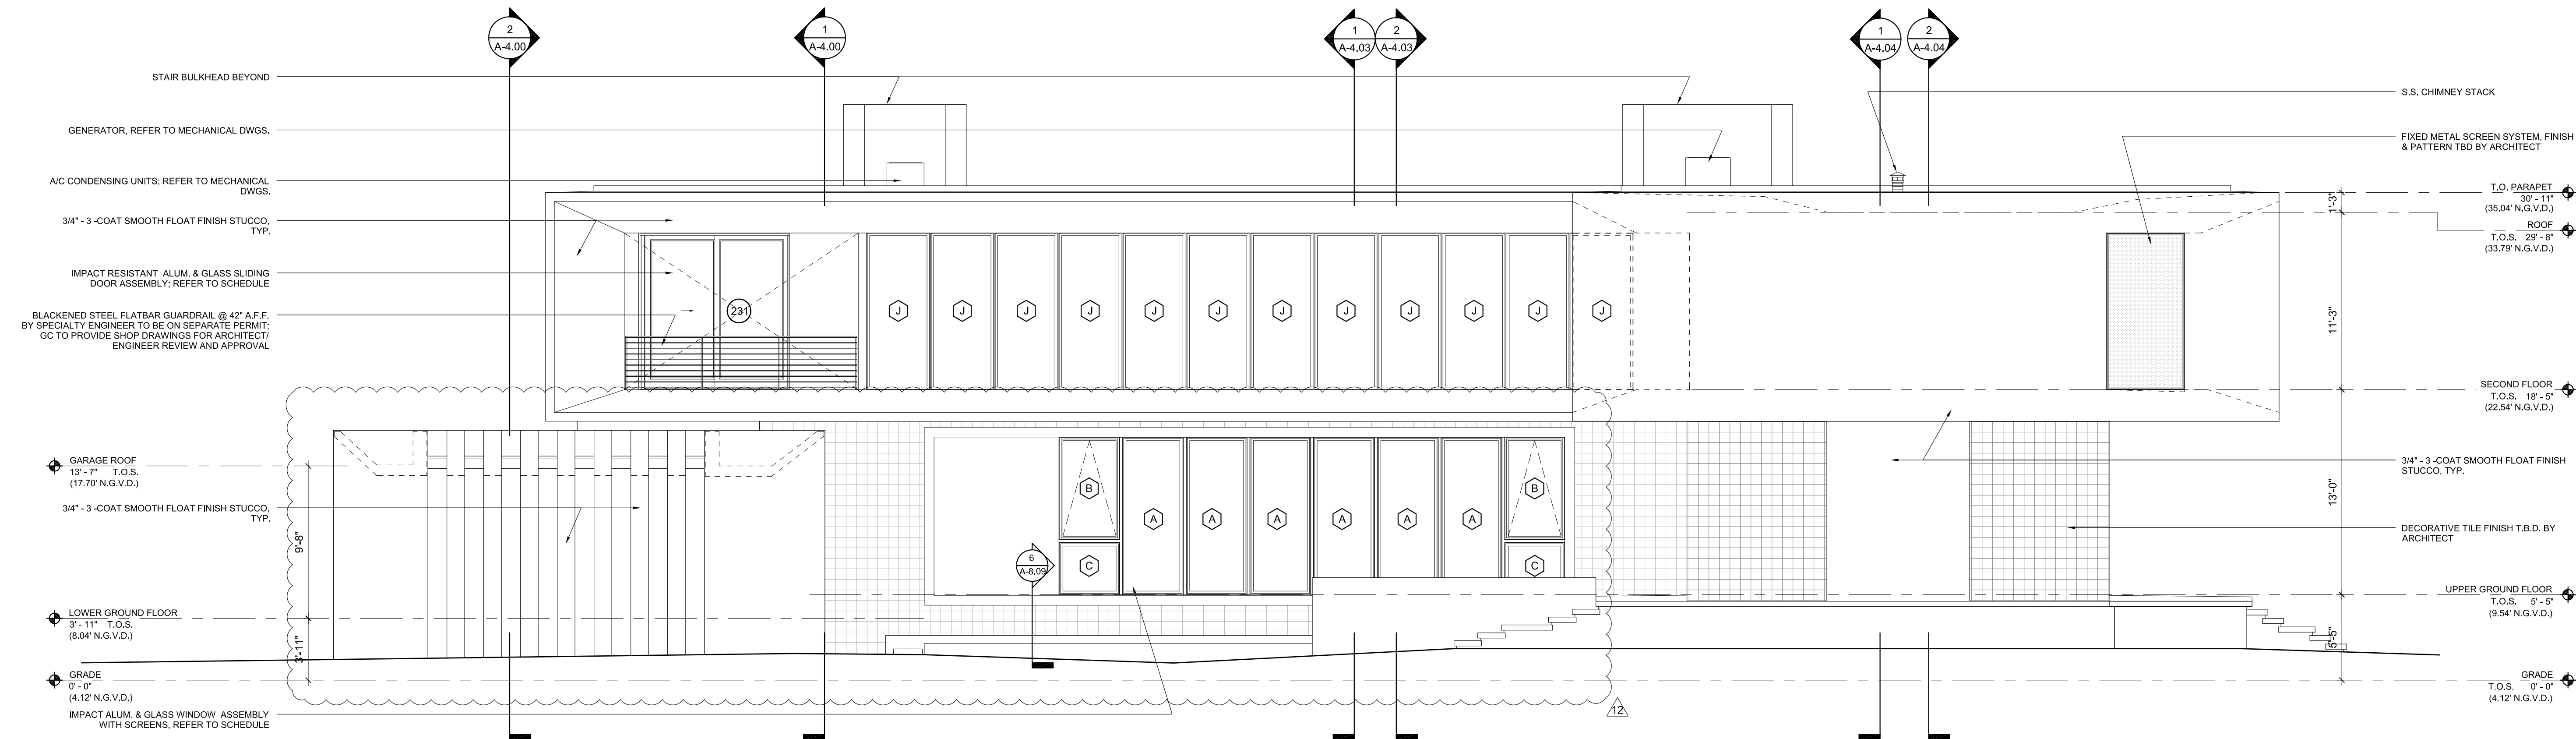 2
A-4.00
1
A-4.00
1
A-4.03
2
A-4.03
1
A-4.04
2
A-4.04
STAIR BULKHEAD BEYOND
GENERATOR, REFER TO MECHANICAL DWGS.
A/C CONDENSING UNITS; REFER TO MECHANICAL
DWGS.
3/4" - 3 -COAT SMOOTH FLOAT FINISH STUCCO,
TYP.
IMPACT RESISTANT ALUM. & GLASS SLIDING
DOOR ASSEMBLY; REFER TO SCHEDULE
BLACKENED STEEL FLATBAR GUARDRAIL @ 42" A.F.F.
BY SPECIALTY ENGINEER TO BE ON SEPARATE PERMIT;
GC TO PROVIDE SHOP DRAWINGS FOR ARCHITECT/
ENGINEER REVIEW AND APPROVAL
GARAGE ROOF
13' - 7" T.O.S.
(17.70' N.G.V.D.)
3/4" - 3 -COAT SMOOTH FLOAT FINISH STUCCO,
TYP.
LOWER GROUND FLOOR
3' - 11" T.O.S.
(8.04' N.G.V.D.)
GRADE
0' - 0"
(4.12' N.G.V.D.)
IMPACT ALUM. & GLASS WINDOW ASSEMBLY
WITH SCREENS, REFER TO SCHEDULE
9'-8"
3'-11"
231
J
J
J
J
J
J
J
J
J
J
J
J
B
A
A
A
A
A
A
B
C
C
6
A-8.09
12
S.S. CHIMNEY STACK
FIXED METAL SCREEN SYSTEM, FINISH
& PATTERN TBD BY ARCHITECT
T.O. PARAPET
30' - 11"
(35.04' N.G.V.D.)
ROOF
T.O.S. 29' - 8"
(33.79' N.G.V.D.)
SECOND FLOOR
T.O.S. 18' - 5"
(22.54' N.G.V.D.)
3/4" - 3 -COAT SMOOTH FLOAT FINISH
STUCCO, TYP.
DECORATIVE TILE FINISH T.B.D. BY
ARCHITECT
UPPER GROUND FLOOR
T.O.S. 5' - 5"
(9.54' N.G.V.D.)
GRADE
T.O.S. 0' - 0"
(4.12' N.G.V.D.)
1'-3"
11'-3"
13'-0"
5'-5"